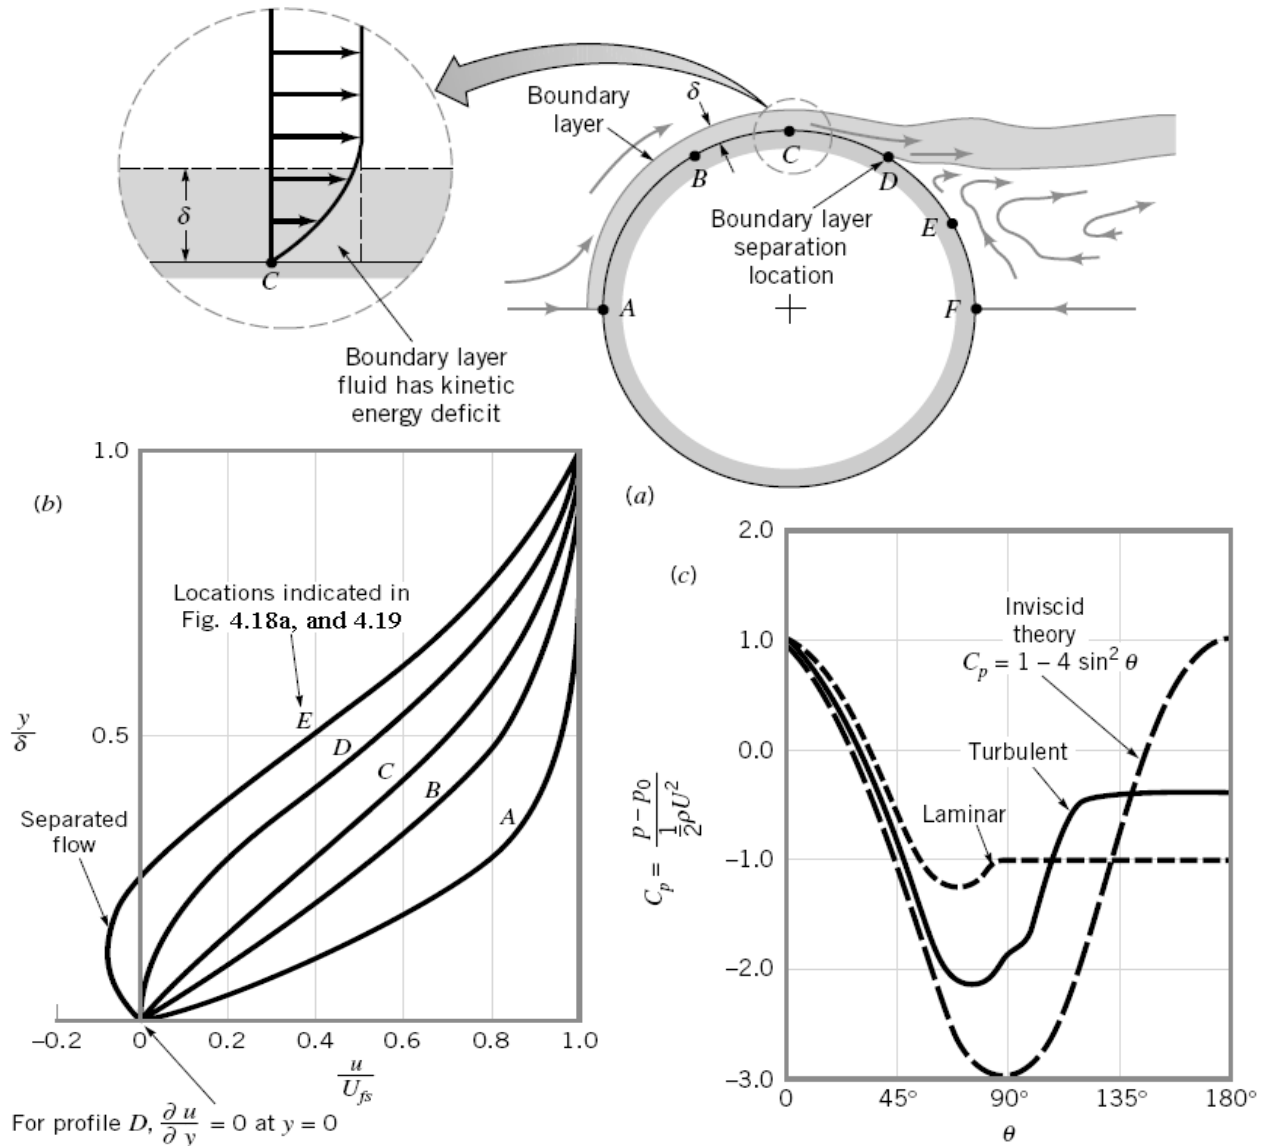 Boundary
layer
δ
B
C
D
E
A
F
Boundary layer
separation
location
δ
C
Boundary layer
fluid has kinetic
energy deficit
(a)
(b)
1.0
Locations indicated in
Fig. 4.18a, and 4.19
y/δ
0.5
E
D
C
B
A
Separated
flow
−0.2 0 0.2 0.4 0.6 0.8 1.0
u/U_fs
For profile D, ∂u/∂y = 0 at y = 0
(c)
2.0
Inviscid
theory
C_p = 1 − 4 sin² θ
1.0
0.0
Turbulent
Laminar
C_p = (p − p₀)/(½ρU²)
−1.0
−2.0
−3.0
0 45° 90° 135° 180°
θ